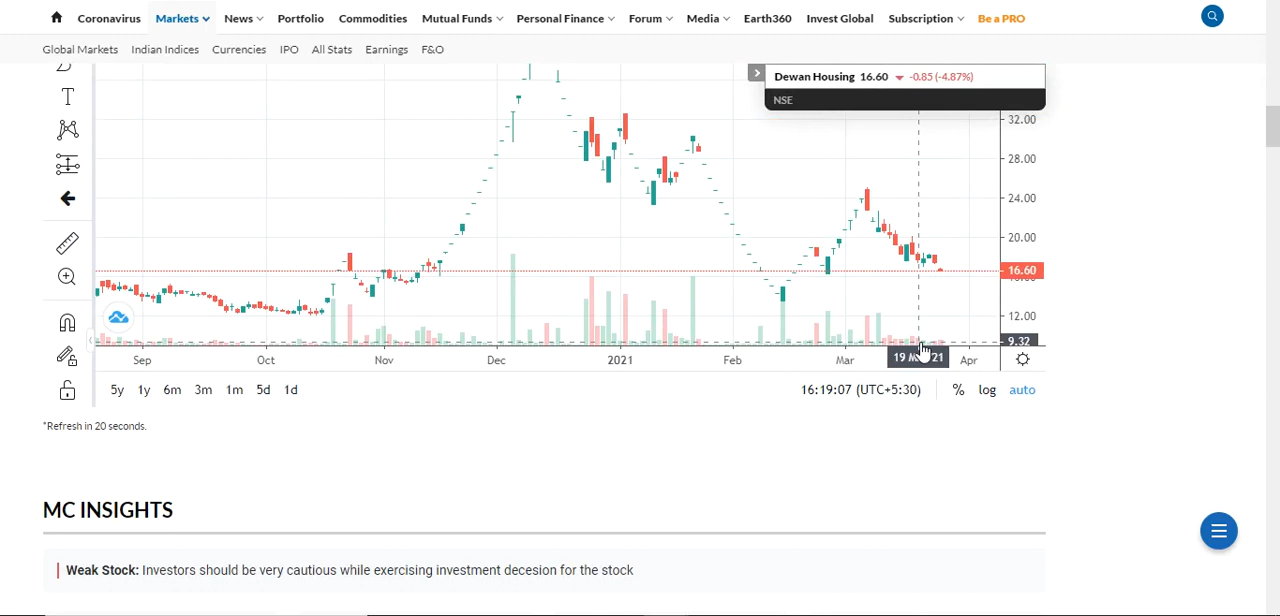 Coronavirus Markets News Portfolio Commodities Mutual Funds Personal Finance Forum Media Earth360 Invest Global Subscription Be a PRO
Global Markets Indian Indices Currencies IPO All Stats Earnings F&O
Dewan Housing 16.60 -0.85 (-4.87%)
NSE
T
32.00
28.00
24.00
20.00
16.60
12.00
9.32
Sep Oct Nov Dec 2021 Feb Mar 21 Apr
19
5y 1y 6m 3m 1m 5d 1d 16:19:07 (UTC+5:30) % log auto
*Refresh in 20 seconds.
MC INSIGHTS
Weak Stock: Investors should be very cautious while exercising investment decesion for the stock